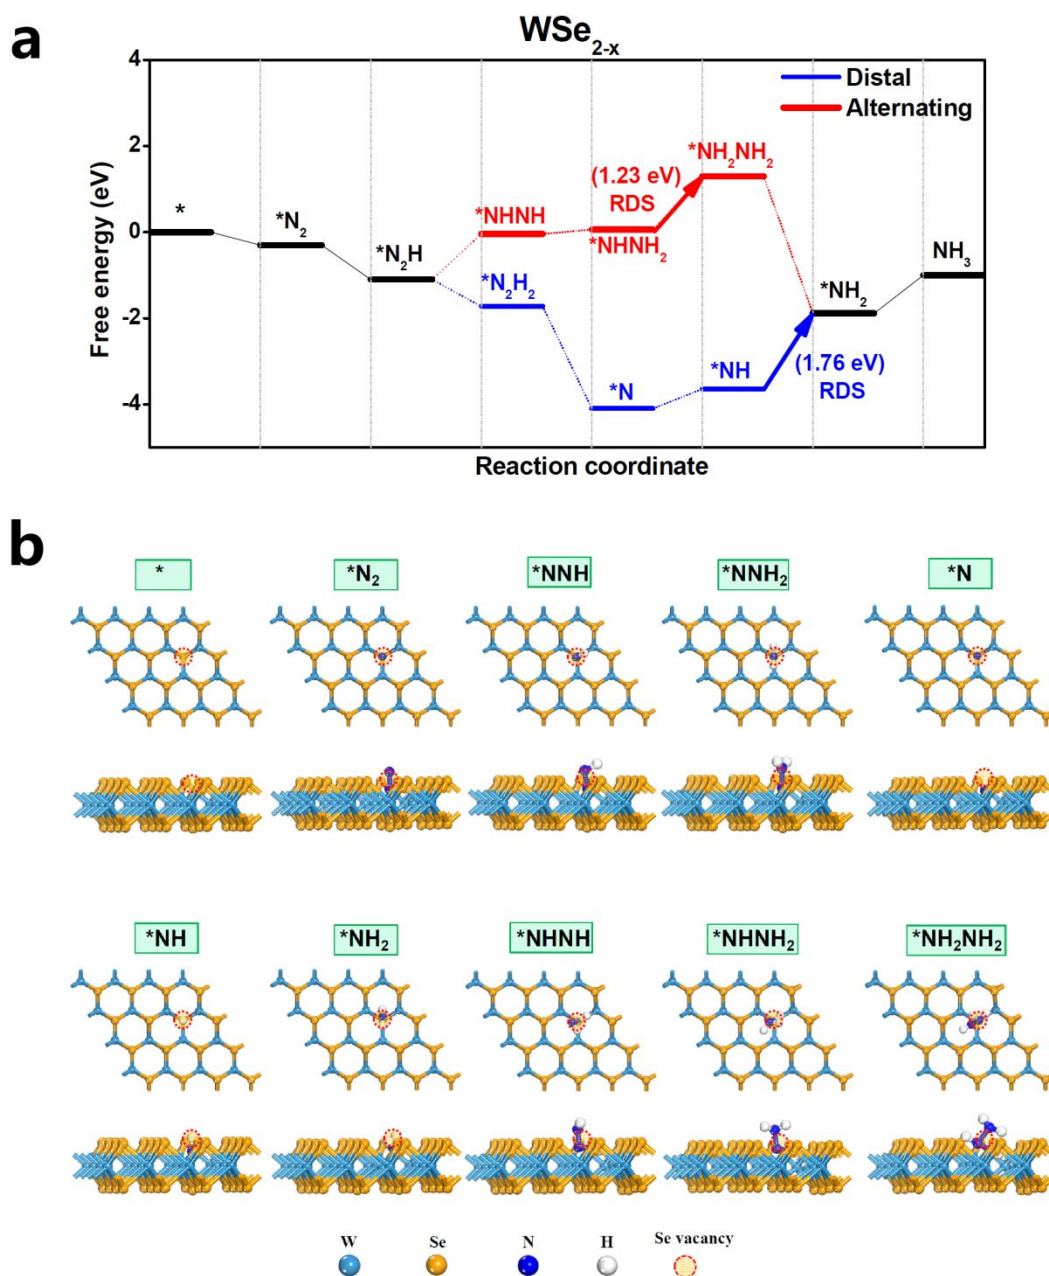 a
WSe₂₋ₓ
Free energy (eV)
4
2
0
-2
-4
Distal
Alternating
*
*N₂
*N₂H
*NHNH
*N₂H₂
*NHNH₂
(1.23 eV)
RDS
*NH₂NH₂
*N
*NH
(1.76 eV)
RDS
*NH₂
NH₃
Reaction coordinate
b
* *N₂ *NNH *NNH₂ *N
*NH *NH₂ *NHNH *NHNH₂ *NH₂NH₂
W Se N H Se vacancy